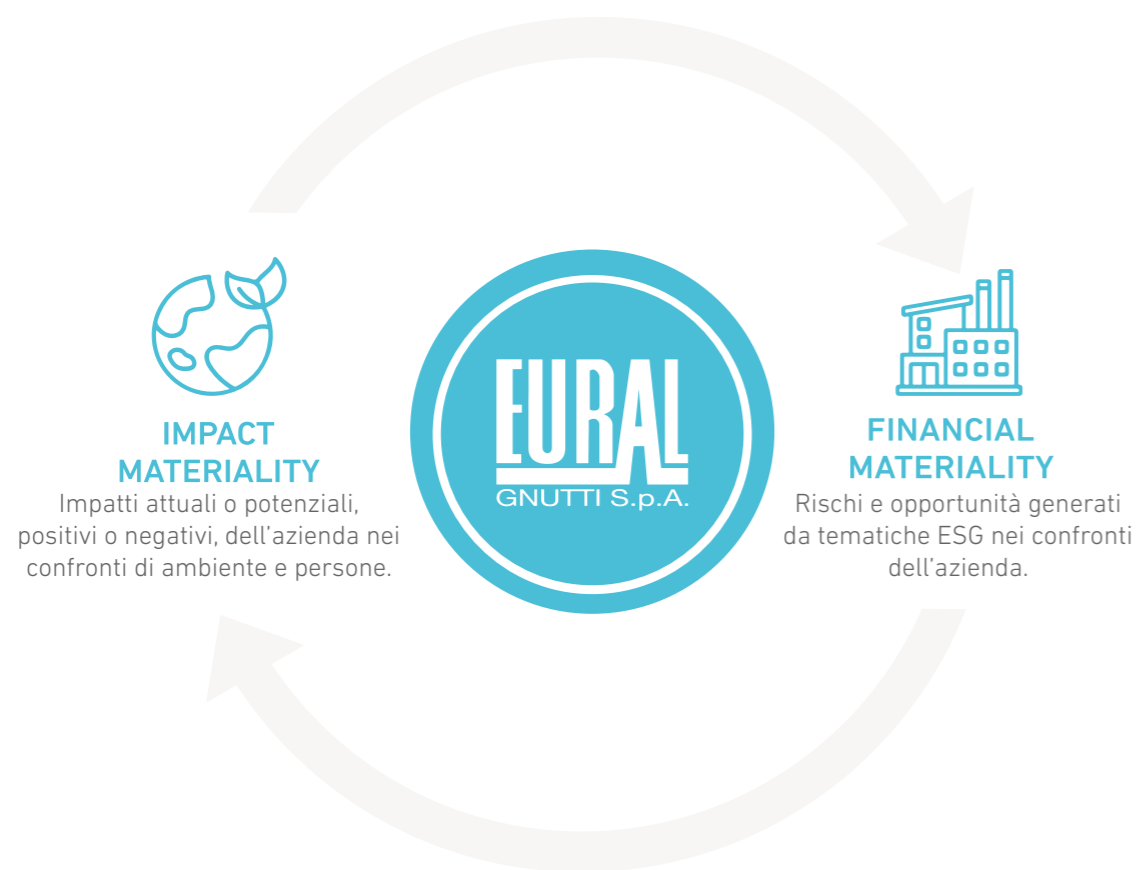 IMPACT
MATERIALITY
Impatti attuali o potenziali,
positivi o negativi, dell'azienda nei
confronti di ambiente e persone.
EURAL
GNUTTI S.p.A.
FINANCIAL
MATERIALITY
Rischi e opportunità generati
da tematiche ESG nei confronti
dell'azienda.